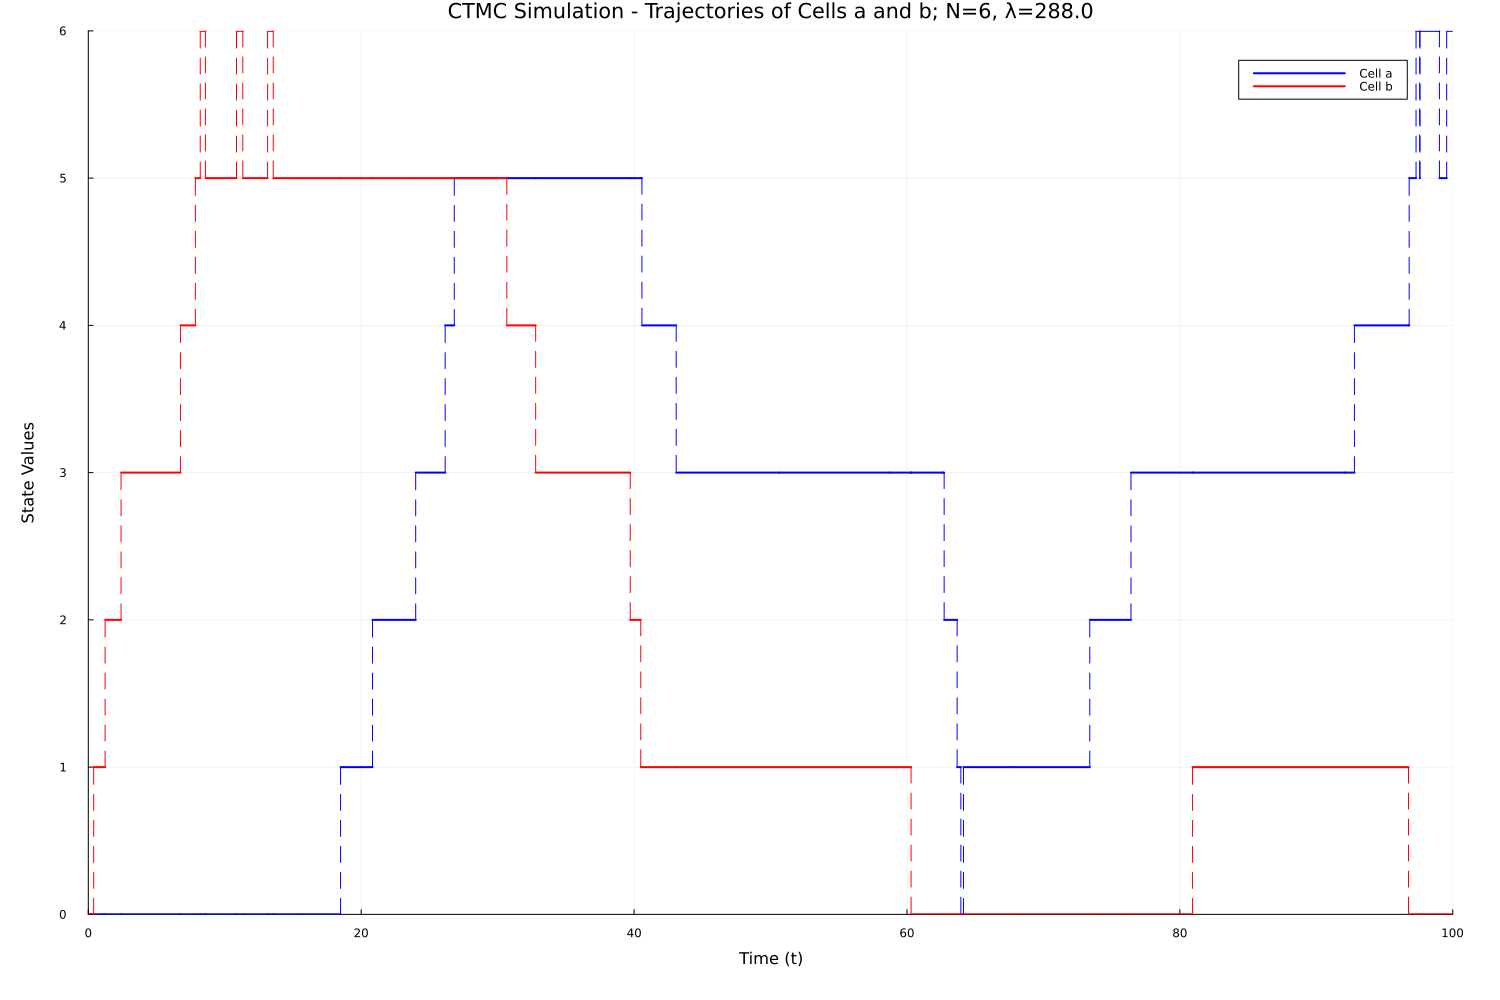 CTMC Simulation - Trajectories of Cells a and b; N=6, λ=288.0
6
Cell a
Cell b
5
4
State Values
3
2
1
0
0 20 40 60 80 100
Time (t)